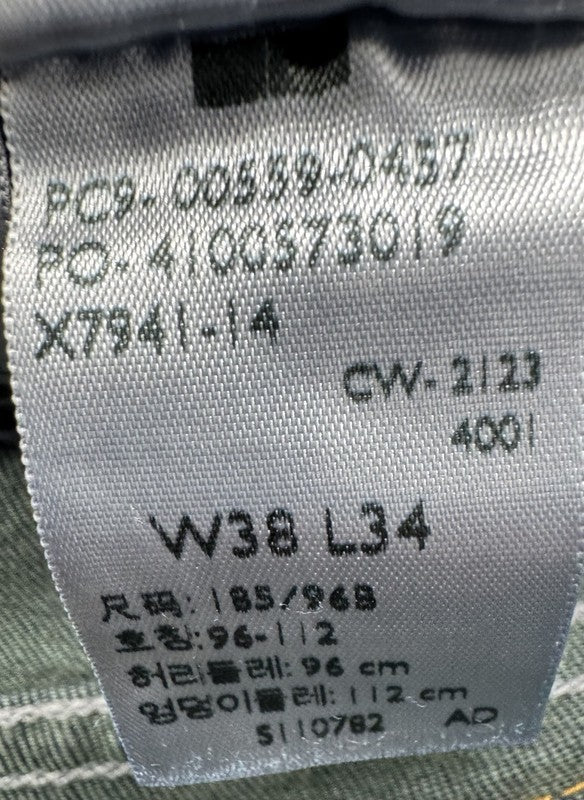 PC9- 00559-0457
PO- 4100573019
X7941-14
CW- 2123
4001
W38 L34
尺码: 185/96B
호칭:96-112
허리둘레: 96 cm
엉덩이둘레: 112 cm
S110782 AD